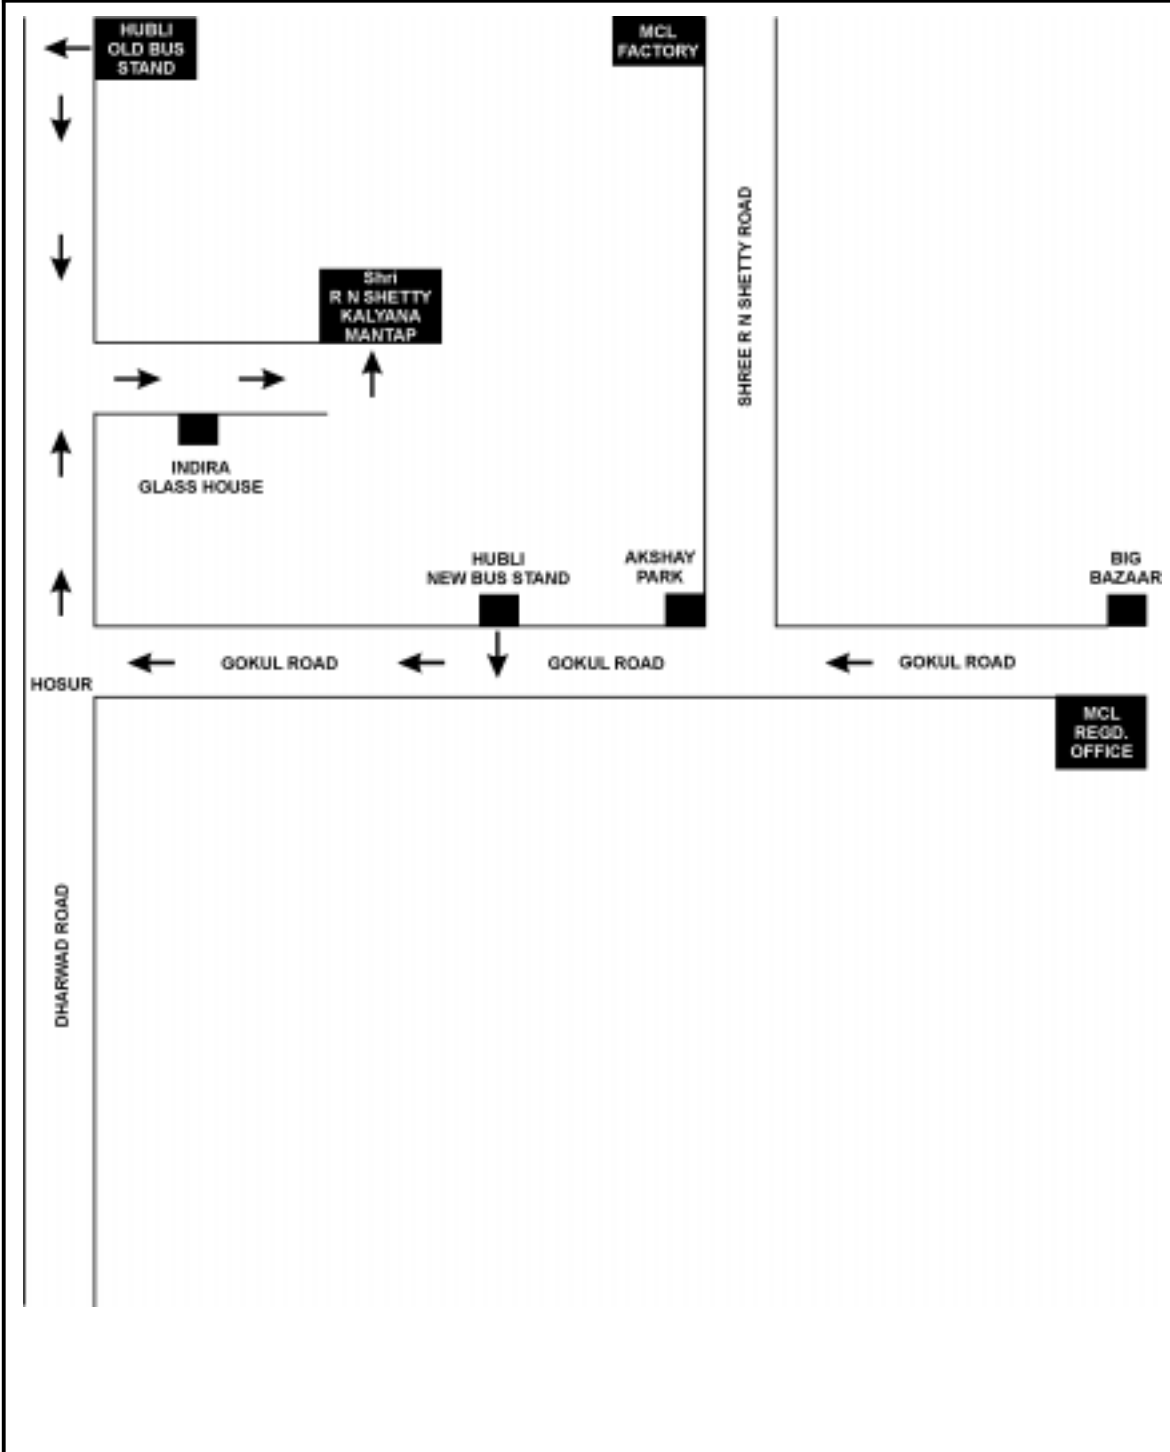 HUBLI
OLD BUS
STAND
MCL
FACTORY
SHREE R N SHETTY ROAD
Shri
R N SHETTY
KALYANA
MANTAP
INDIRA
GLASS HOUSE
HUBLI
NEW BUS STAND
AKSHAY
PARK
BIG
BAZAAR
GOKUL ROAD
GOKUL ROAD
GOKUL ROAD
HOSUR
MCL
REGD.
OFFICE
DHARWAD ROAD